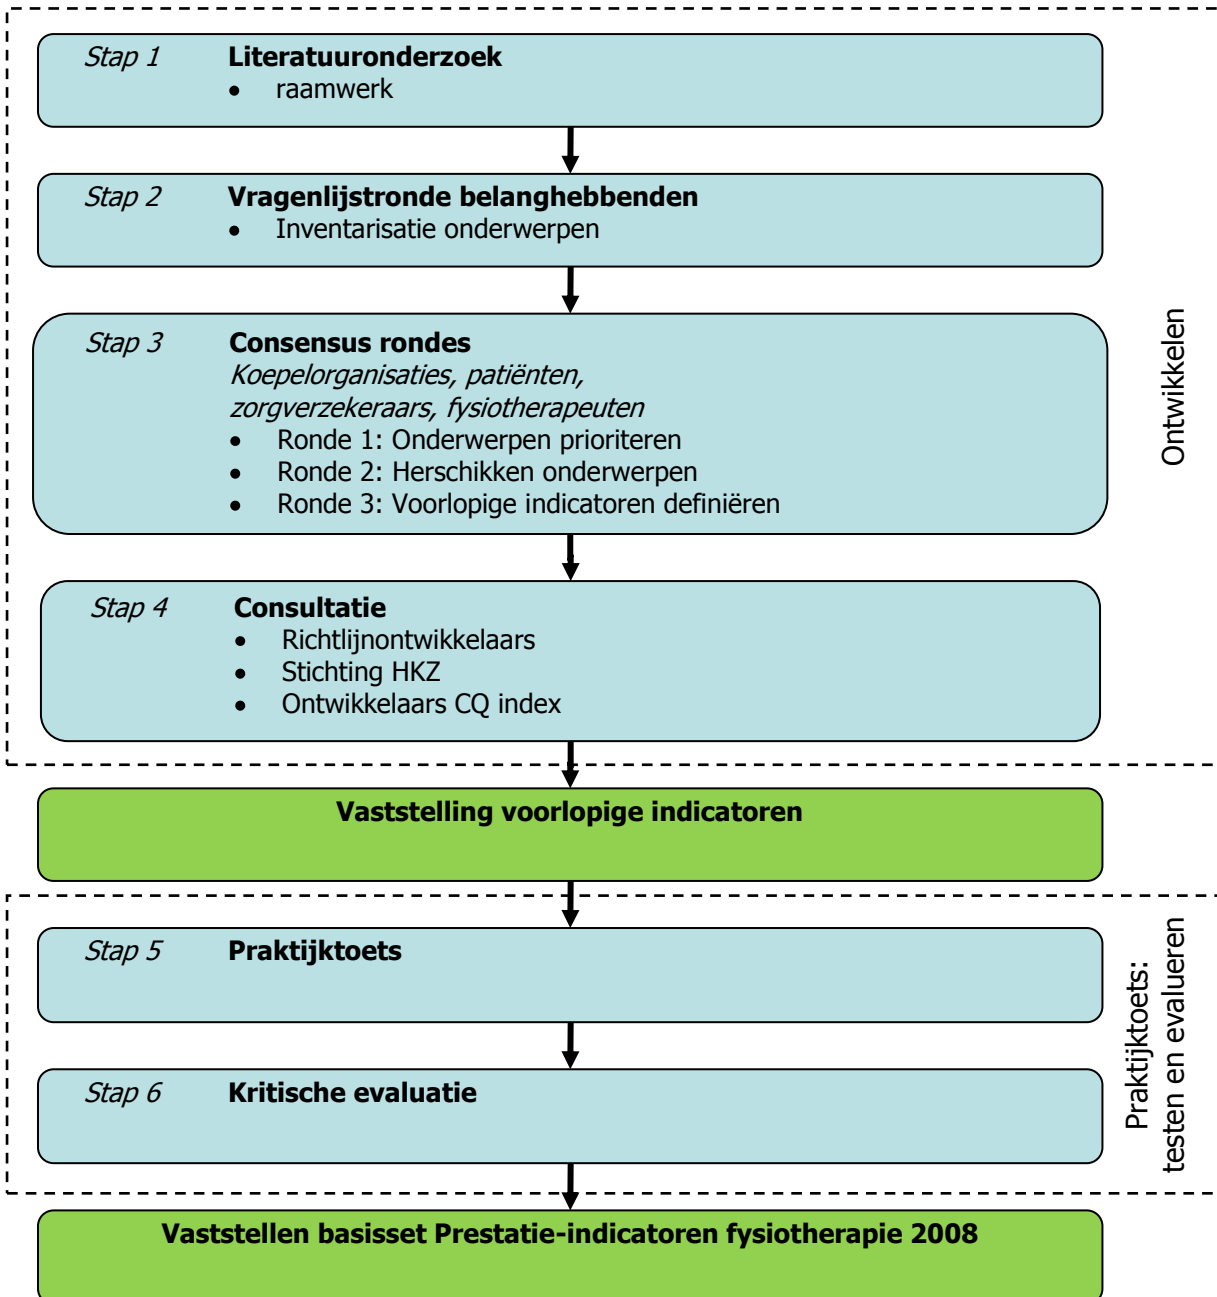 Stap 1 Literatuuronderzoek
• raamwerk
Stap 2 Vragenlijstronde belanghebbenden
• Inventarisatie onderwerpen
Stap 3 Consensus rondes
Koepelorganisaties, patiënten,
zorgverzekeraars, fysiotherapeuten
• Ronde 1: Onderwerpen prioriteren
• Ronde 2: Herschikken onderwerpen
• Ronde 3: Voorlopige indicatoren definiëren
Stap 4 Consultatie
• Richtlijnontwikkelaars
• Stichting HKZ
• Ontwikkelaars CQ index
Ontwikkelen
Vaststelling voorlopige indicatoren
Stap 5 Praktijktoets
Stap 6 Kritische evaluatie
Praktijktoets:
testen en evalueren
Vaststellen basisset Prestatie-indicatoren fysiotherapie 2008